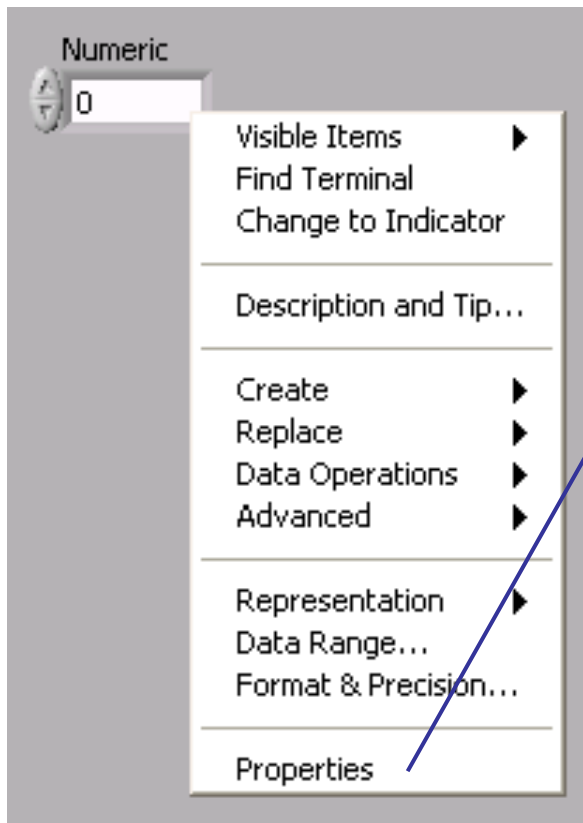 Numeric
0
Visible Items
Find Terminal
Change to Indicator
Description and Tip...
Create
Replace
Data Operations
Advanced
Representation
Data Range...
Format & Precision...
Properties